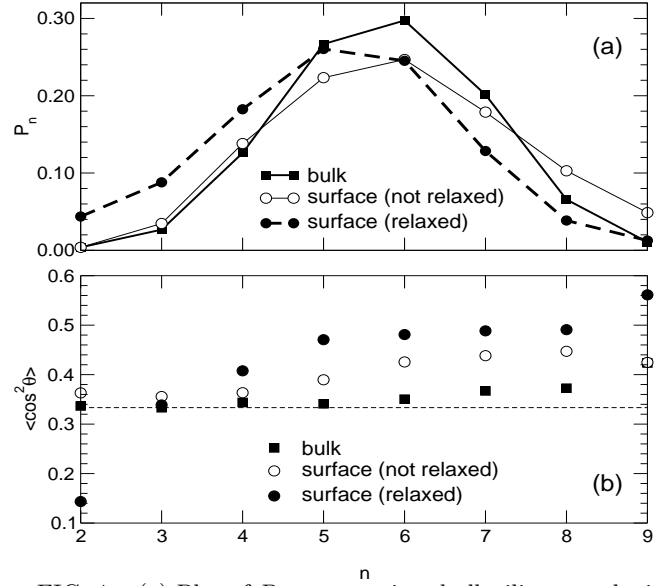 0.30
0.20
0.10
0.00
P_n
(a)
bulk
surface (not relaxed)
surface (relaxed)
0.6
0.5
0.4
0.3
0.2
0.1
<cos²θ>
bulk
surface (not relaxed)
surface (relaxed)
(b)
2 3 4 5 6 7 8 9
n